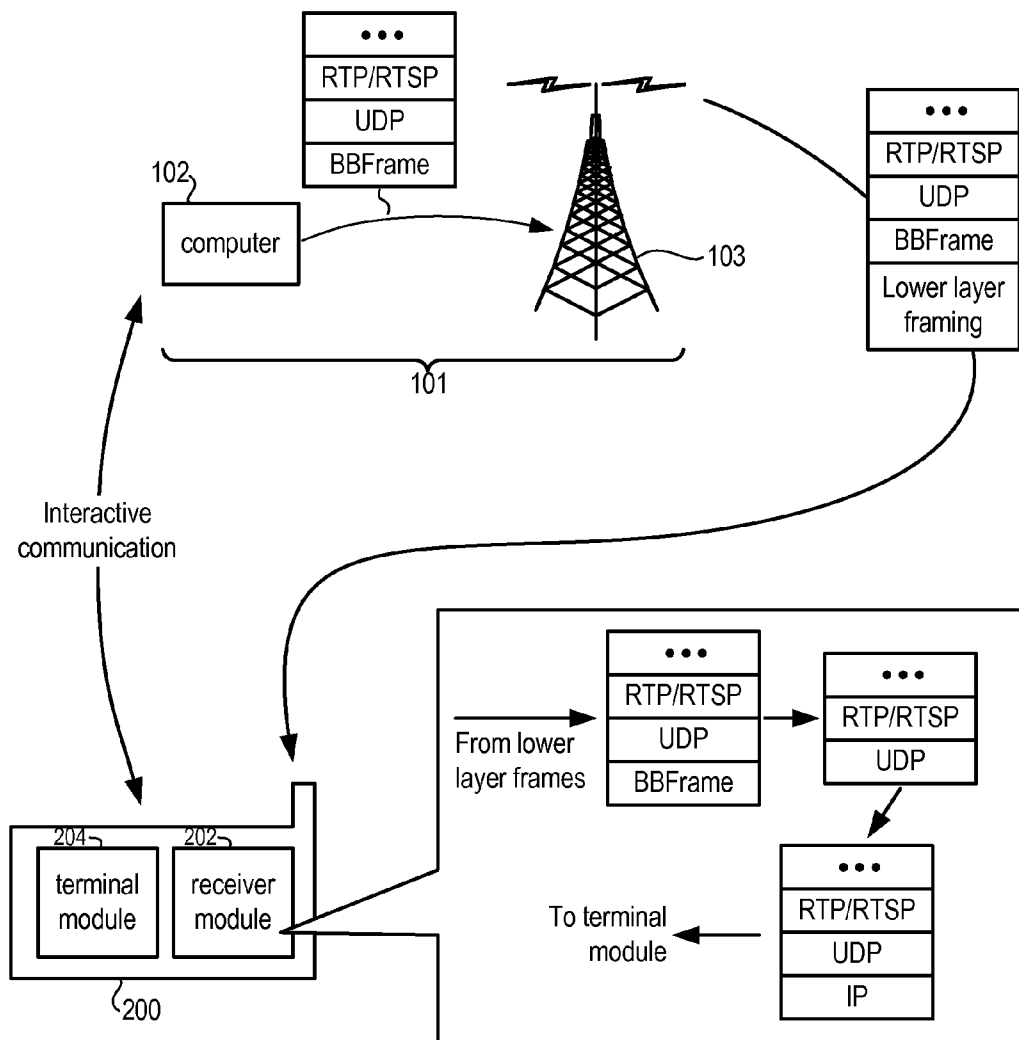 • • •
RTP/RTSP
UDP
BBFrame
102
computer
103
101
• • •
RTP/RTSP
UDP
BBFrame
Lower layer
framing
Interactive
communication
From lower
layer frames
• • •
RTP/RTSP
UDP
BBFrame
• • •
RTP/RTSP
UDP
• • •
RTP/RTSP
UDP
IP
To terminal
module
204
terminal
module
202
receiver
module
200